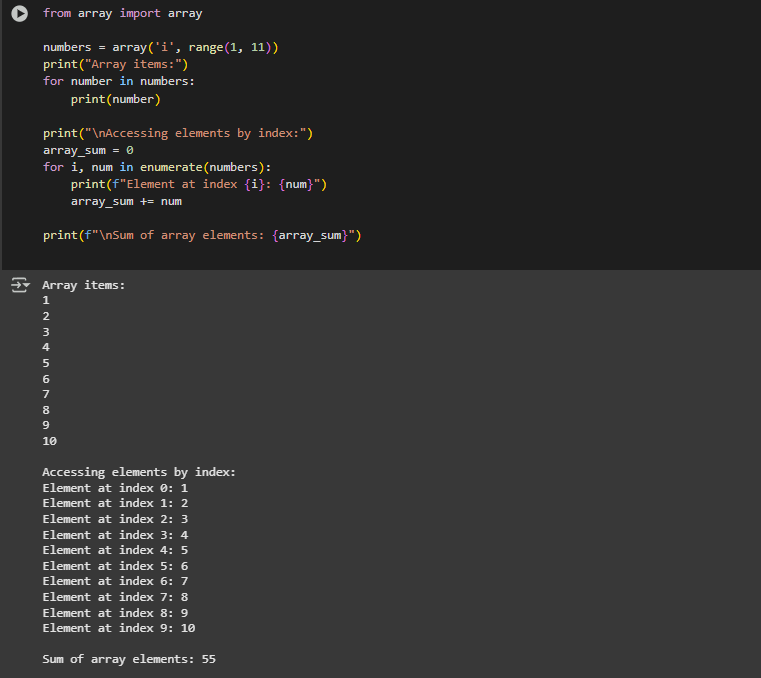 from array import array

numbers = array('i', range(1, 11))
print("Array items:")
for number in numbers:
    print(number)

print("\nAccessing elements by index:")
array_sum = 0
for i, num in enumerate(numbers):
    print(f"Element at index {i}: {num}")
    array_sum += num

print(f"\nSum of array elements: {array_sum}")

Array items:
1
2
3
4
5
6
7
8
9
10

Accessing elements by index:
Element at index 0: 1
Element at index 1: 2
Element at index 2: 3
Element at index 3: 4
Element at index 4: 5
Element at index 5: 6
Element at index 6: 7
Element at index 7: 8
Element at index 8: 9
Element at index 9: 10

Sum of array elements: 55